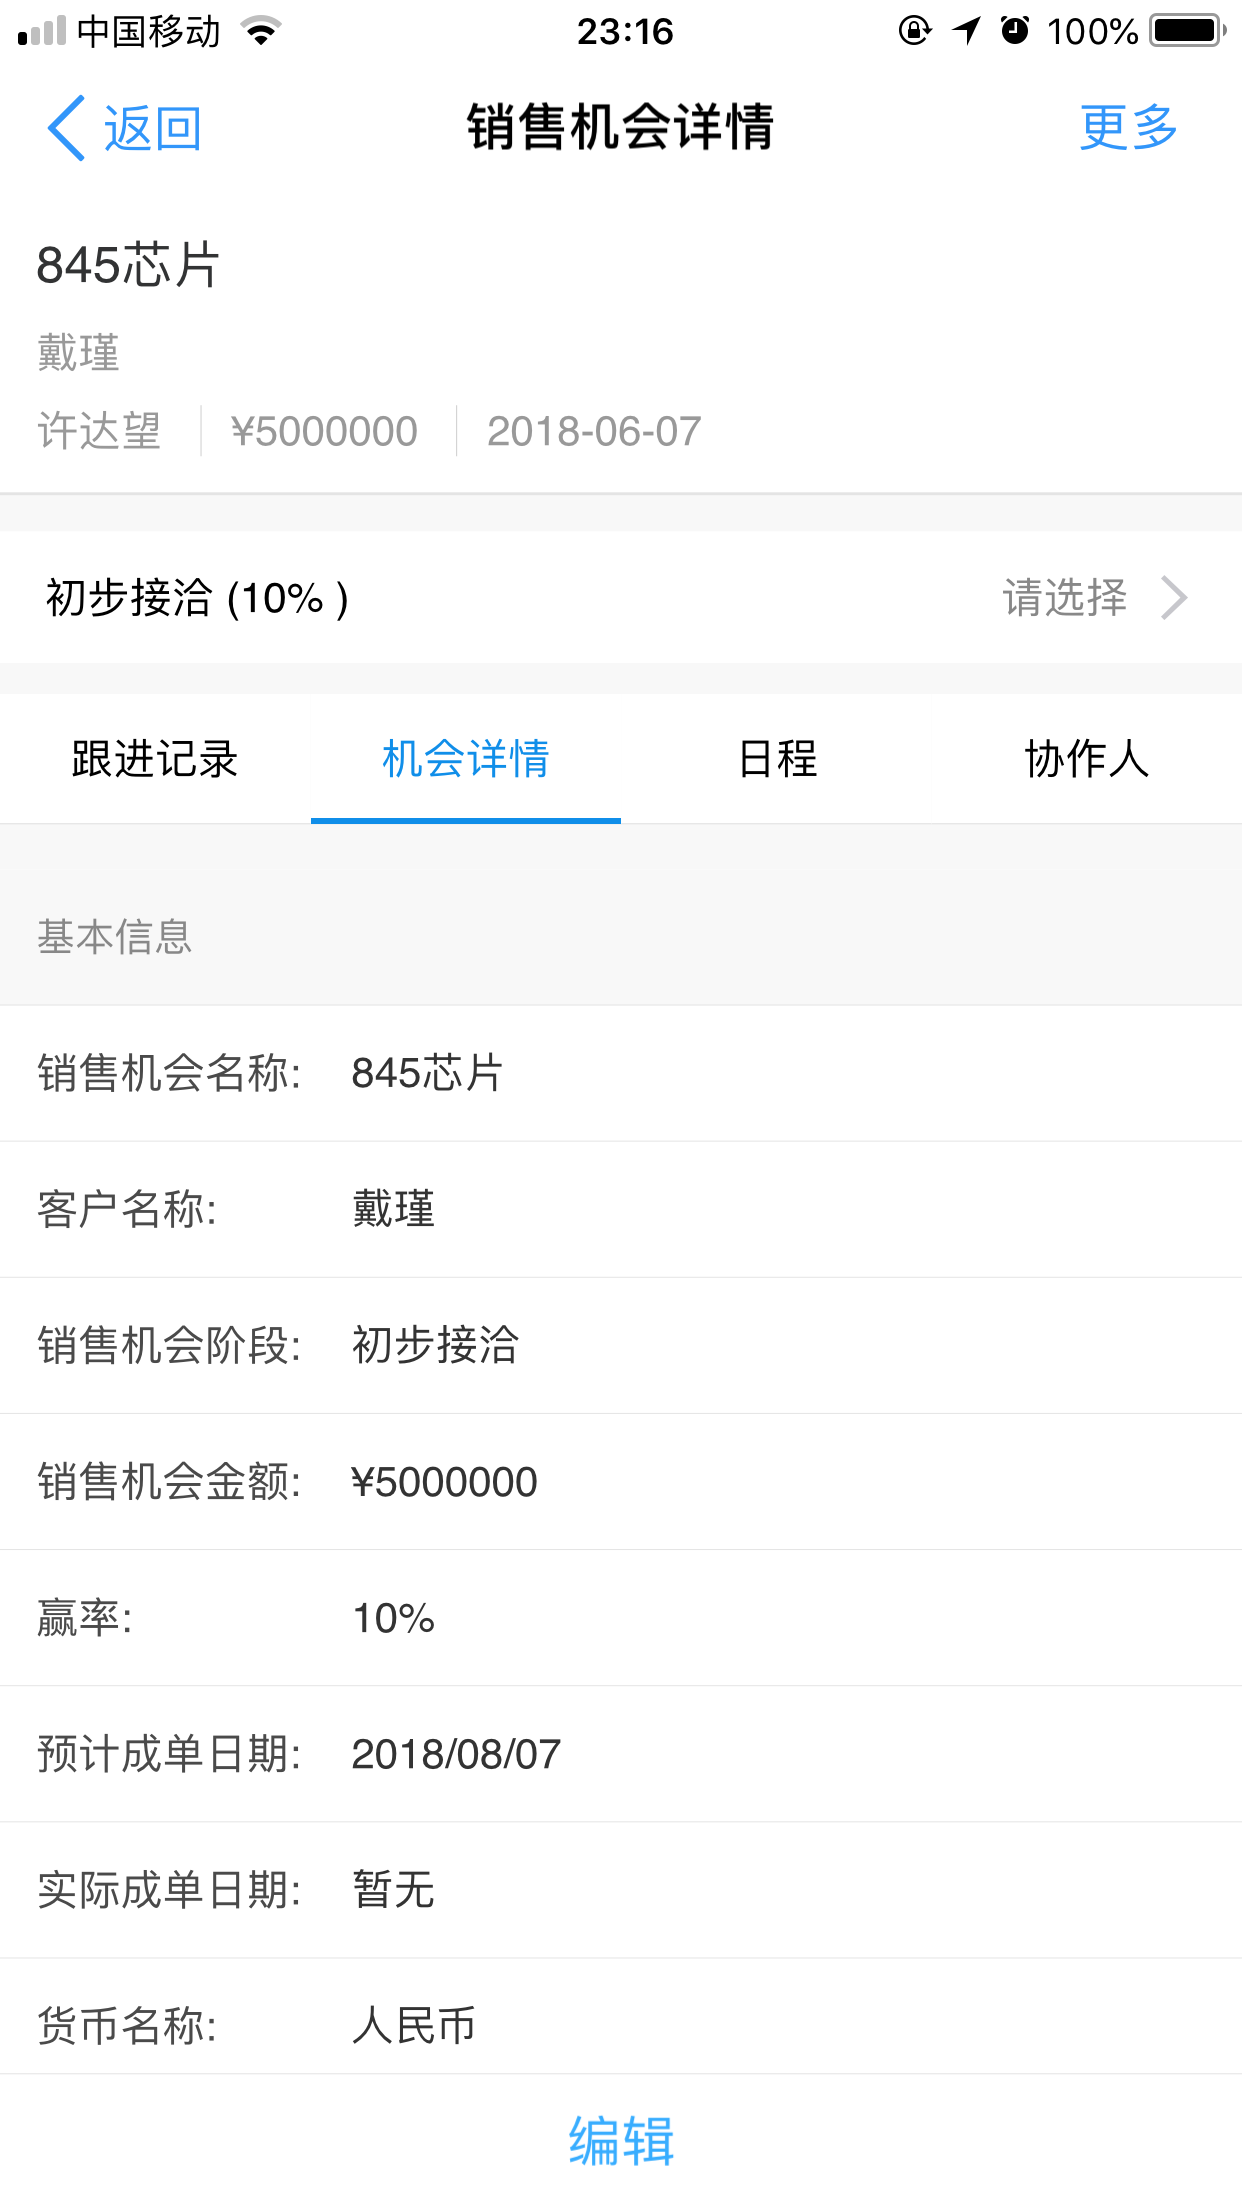 中国移动 23:16 100%
返回 销售机会详情 更多
845芯片
戴瑾
许达望 ¥5000000 2018-06-07
初步接洽 (10% ) 请选择
跟进记录 机会详情 日程 协作人
基本信息
销售机会名称: 845芯片
客户名称: 戴瑾
销售机会阶段: 初步接洽
销售机会金额: ¥5000000
赢率: 10%
预计成单日期: 2018/08/07
实际成单日期: 暂无
货币名称: 人民币
编辑